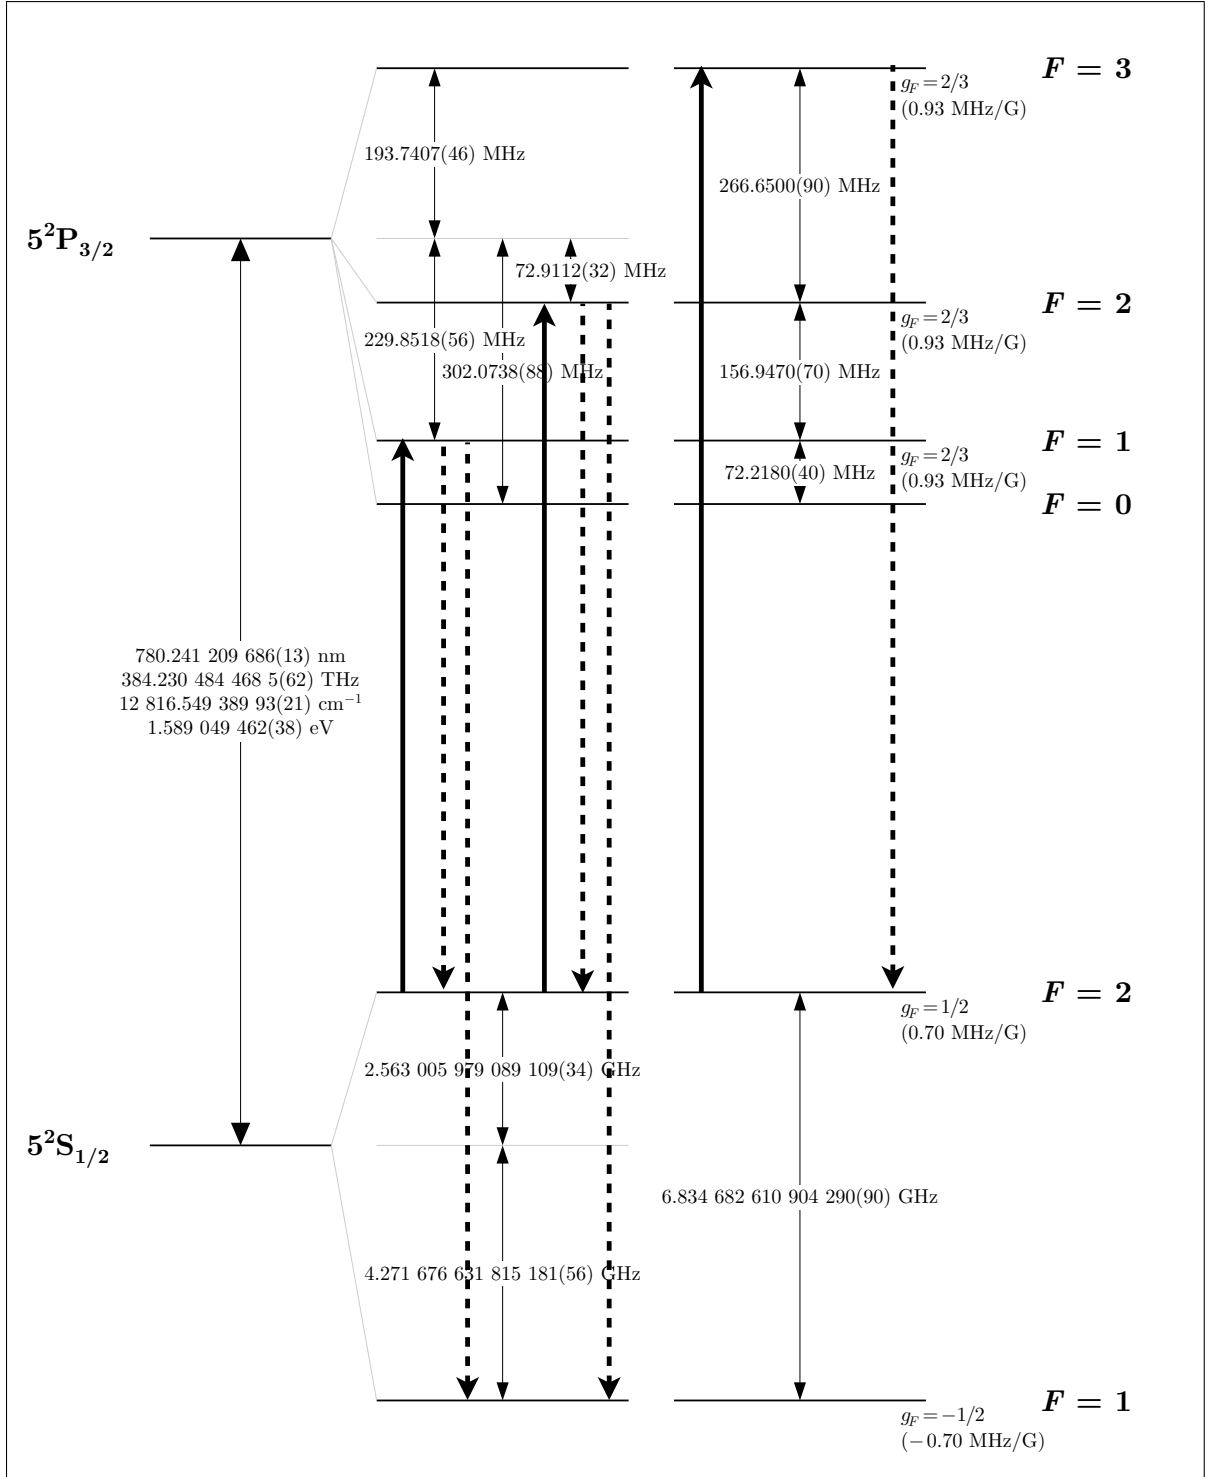 F = 3
g_F = 2/3
(0.93 MHz/G)
193.7407(46) MHz
266.6500(90) MHz
5²P₃/₂
72.9112(32) MHz
F = 2
g_F = 2/3
(0.93 MHz/G)
229.8518(56) MHz
302.0738(88) MHz
156.9470(70) MHz
F = 1
g_F = 2/3
(0.93 MHz/G)
72.2180(40) MHz
F = 0
780.241 209 686(13) nm
384.230 484 468 5(62) THz
12 816.549 389 93(21) cm⁻¹
1.589 049 462(38) eV
F = 2
g_F = 1/2
(0.70 MHz/G)
2.563 005 979 089 109(34) GHz
5²S₁/₂
6.834 682 610 904 290(90) GHz
4.271 676 631 815 181(56) GHz
F = 1
g_F = −1/2
(−0.70 MHz/G)